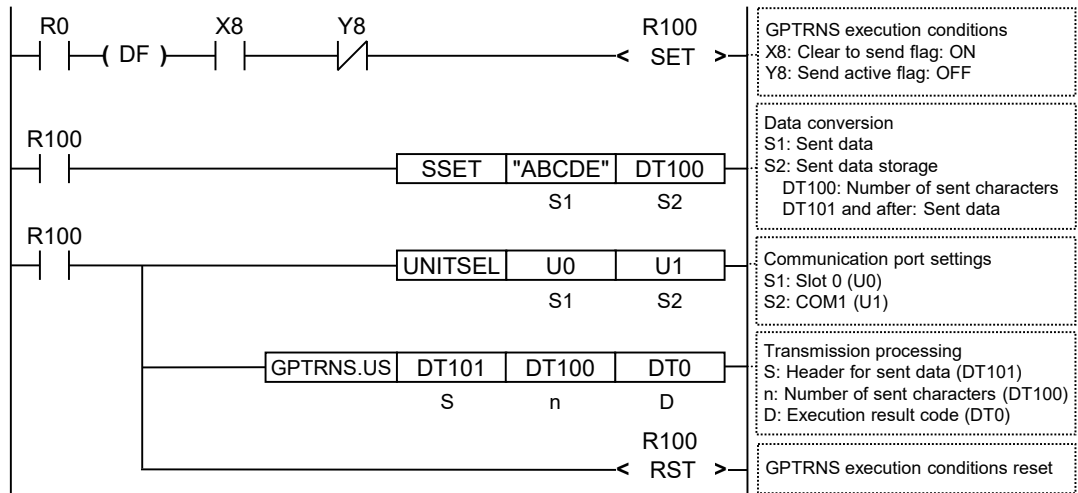 R0 X8 Y8 R100
( DF ) < SET >
GPTRNS execution conditions
X8: Clear to send flag: ON
Y8: Send active flag: OFF
R100
SSET "ABCDE" DT100
S1 S2
Data conversion
S1: Sent data
S2: Sent data storage
DT100: Number of sent characters
DT101 and after: Sent data
R100
UNITSEL U0 U1
S1 S2
Communication port settings
S1: Slot 0 (U0)
S2: COM1 (U1)
GPTRNS.US DT101 DT100 DT0
S n D
Transmission processing
S: Header for sent data (DT101)
n: Number of sent characters (DT100)
D: Execution result code (DT0)
R100
< RST >
GPTRNS execution conditions reset